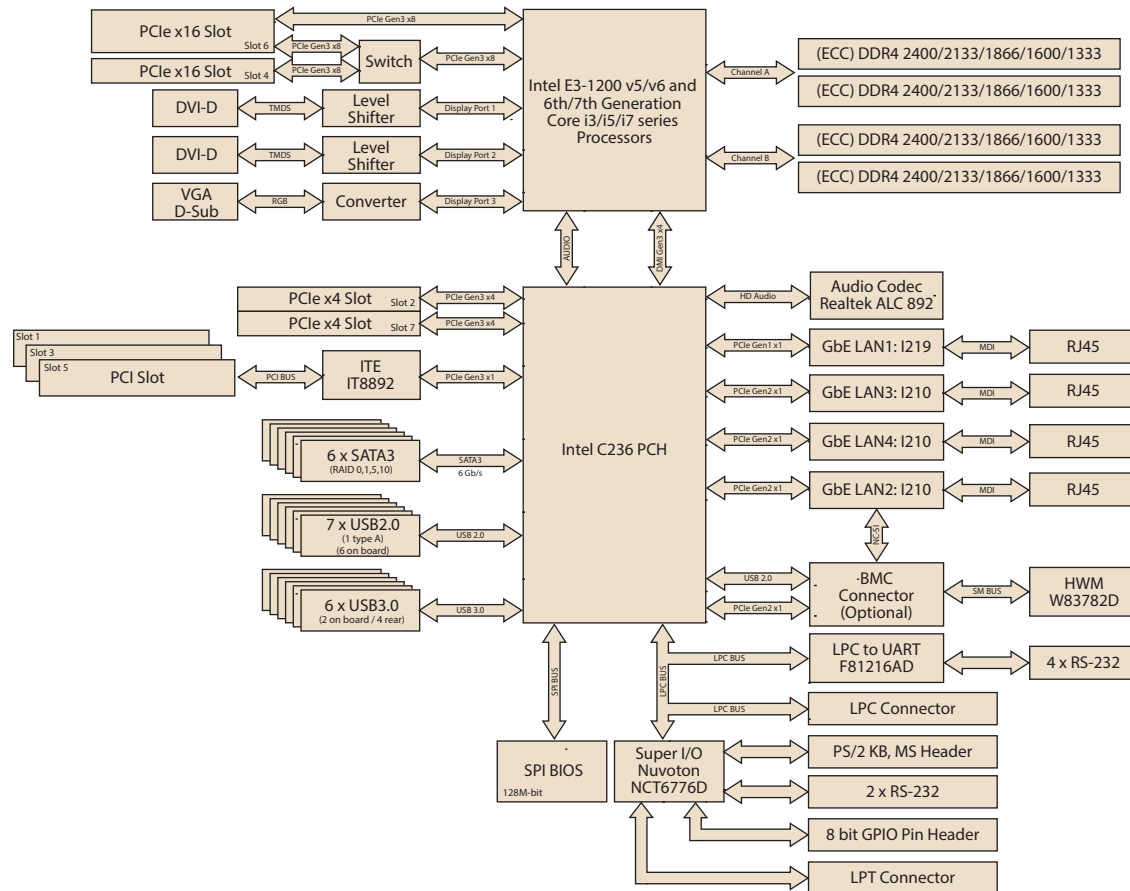 PCIe x16 Slot
Slot 6
PCIe Gen3 x8
PCIe Gen3 x8
PCIe x16 Slot
Slot 4
PCIe Gen3 x8
Switch
PCIe Gen3 x8
DVI-D
TMDS
Level
Shifter
Display Port 1
DVI-D
TMDS
Level
Shifter
Display Port 2
VGA
D-Sub
RGB
Converter
Display Port 3
Intel E3-1200 v5/v6 and
6th/7th Generation
Core i3/i5/i7 series
Processors
Channel A
(ECC) DDR4 2400/2133/1866/1600/1333
(ECC) DDR4 2400/2133/1866/1600/1333
Channel B
(ECC) DDR4 2400/2133/1866/1600/1333
(ECC) DDR4 2400/2133/1866/1600/1333
AUDIO
DMI Gen3 x4
PCIe x4 Slot
Slot 2
PCIe Gen3 x4
PCIe x4 Slot
Slot 7
PCIe Gen3 x4
Slot 1
Slot 3
Slot 5
PCI Slot
PCI BUS
ITE
IT8892
PCIe Gen3 x1
6 x SATA3
(RAID 0,1,5,10)
SATA3
6 Gb/s
7 x USB2.0
(1 type A)
(6 on board)
USB 2.0
6 x USB3.0
(2 on board / 4 rear)
USB 3.0
Intel C236 PCH
HD Audio
Audio Codec
Realtek ALC 892
PCIe Gen1 x1
GbE LAN1: I219
MDI
RJ45
PCIe Gen2 x1
GbE LAN3: I210
MDI
RJ45
PCIe Gen2 x1
GbE LAN4: I210
MDI
RJ45
PCIe Gen2 x1
GbE LAN2: I210
MDI
RJ45
NC-SI
USB 2.0
PCIe Gen2 x1
BMC
Connector
(Optional)
SM BUS
HWM
W83782D
LPC BUS
LPC to UART
F81216AD
4 x RS-232
SPI BUS
LPC BUS
LPC BUS
LPC Connector
SPI BIOS
128M-bit
Super I/O
Nuvoton
NCT6776D
PS/2 KB, MS Header
2 x RS-232
8 bit GPIO Pin Header
LPT Connector